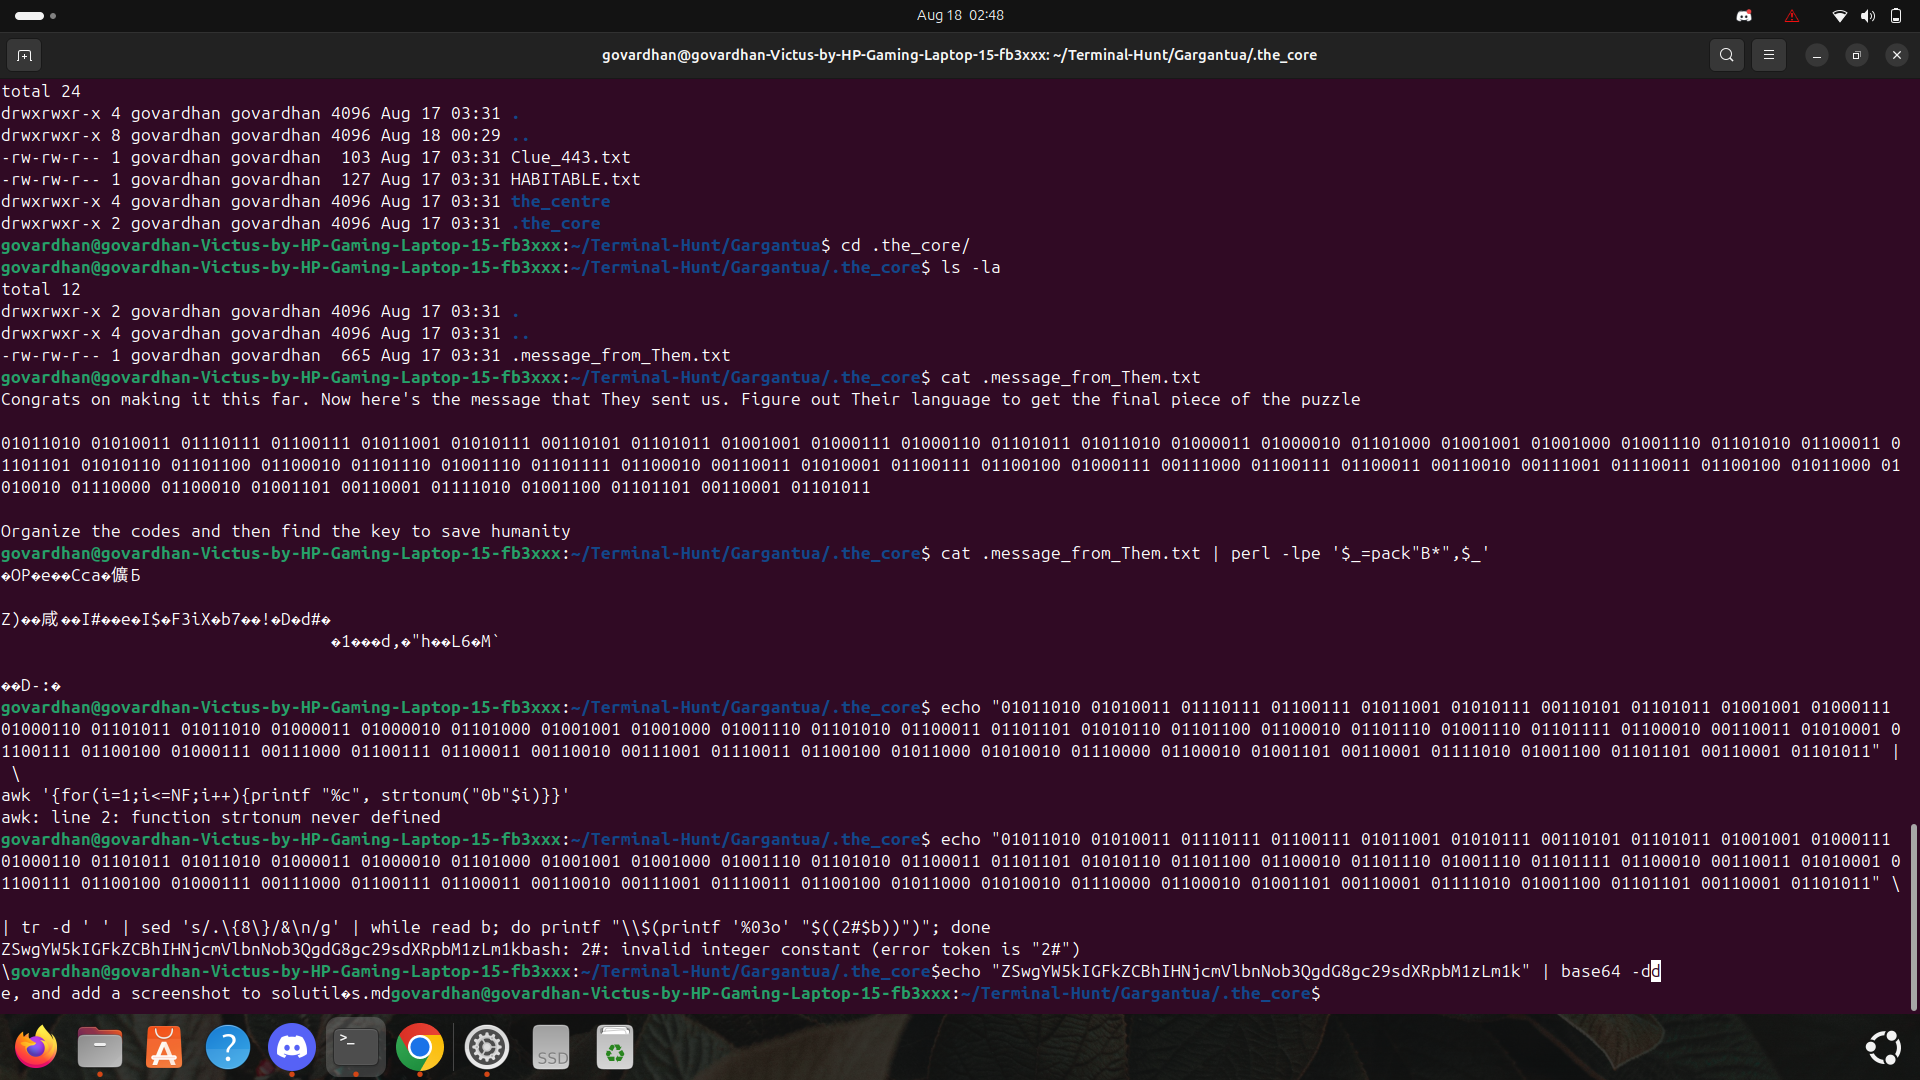 Aug 18 02:48
govardhan@govardhan-Victus-by-HP-Gaming-Laptop-15-fb3xxx: ~/Terminal-Hunt/Gargantua/.the_core
total 24
drwxrwxr-x 4 govardhan govardhan 4096 Aug 17 03:31 .
drwxrwxr-x 8 govardhan govardhan 4096 Aug 18 00:29 ..
-rw-rw-r-- 1 govardhan govardhan  103 Aug 17 03:31 Clue_443.txt
-rw-rw-r-- 1 govardhan govardhan  127 Aug 17 03:31 HABITABLE.txt
drwxrwxr-x 4 govardhan govardhan 4096 Aug 17 03:31 the_centre
drwxrwxr-x 2 govardhan govardhan 4096 Aug 17 03:31 .the_core
govardhan@govardhan-Victus-by-HP-Gaming-Laptop-15-fb3xxx:~/Terminal-Hunt/Gargantua$ cd .the_core/
govardhan@govardhan-Victus-by-HP-Gaming-Laptop-15-fb3xxx:~/Terminal-Hunt/Gargantua/.the_core$ ls -la
total 12
drwxrwxr-x 2 govardhan govardhan 4096 Aug 17 03:31 .
drwxrwxr-x 4 govardhan govardhan 4096 Aug 17 03:31 ..
-rw-rw-r-- 1 govardhan govardhan  665 Aug 17 03:31 .message_from_Them.txt
govardhan@govardhan-Victus-by-HP-Gaming-Laptop-15-fb3xxx:~/Terminal-Hunt/Gargantua/.the_core$ cat .message_from_Them.txt
Congrats on making it this far. Now here's the message that They sent us. Figure out Their language to get the final piece of the puzzle
01011010 01010011 01110111 01100111 01011001 01010111 00110101 01101011 01001001 01000111 01000110 01101011 01011010 01000011 01000010 01101000 01001001 01001000 01001110 01101010 01100011 0
1101101 01010110 01101100 01100010 01101110 01001110 01101111 01100010 00110011 01010001 01100111 01100100 01000111 00111000 01100111 01100011 00110010 00111001 01110011 01100100 01011000 01
010010 01110000 01100010 01001101 00110001 01111010 01001100 01101101 00110001 01101011
Organize the codes and then find the key to save humanity
govardhan@govardhan-Victus-by-HP-Gaming-Laptop-15-fb3xxx:~/Terminal-Hunt/Gargantua/.the_core$ cat .message_from_Them.txt | perl -lpe '$_=pack"B*",$_'
�OP�e��Cca�儣Б
Z)��咸��I#��e�I$�F3iX�b7��!�D�d#�
�1���d,�"h��L6�M`
��D-:�
govardhan@govardhan-Victus-by-HP-Gaming-Laptop-15-fb3xxx:~/Terminal-Hunt/Gargantua/.the_core$ echo "01011010 01010011 01110111 01100111 01011001 01010111 00110101 01101011 01001001 01000111
01000110 01101011 01011010 01000011 01000010 01101000 01001001 01001000 01001110 01101010 01100011 01101101 01010110 01101100 01100010 01101110 01001110 01101111 01100010 00110011 01010001 0
1100111 01100100 01000111 00111000 01100111 01100011 00110010 00111001 01110011 01100100 01011000 01010010 01110000 01100010 01001101 00110001 01111010 01001100 01101101 00110001 01101011" |
\
awk '{for(i=1;i<=NF;i++){printf "%c", strtonum("0b"$i)}}'
awk: line 2: function strtonum never defined
govardhan@govardhan-Victus-by-HP-Gaming-Laptop-15-fb3xxx:~/Terminal-Hunt/Gargantua/.the_core$ echo "01011010 01010011 01110111 01100111 01011001 01010111 00110101 01101011 01001001 01000111
01000110 01101011 01011010 01000011 01000010 01101000 01001001 01001000 01001110 01101010 01100011 01101101 01010110 01101100 01100010 01101110 01001110 01101111 01100010 00110011 01010001 0
1100111 01100100 01000111 00111000 01100111 01100011 00110010 00111001 01110011 01100100 01011000 01010010 01110000 01100010 01001101 00110001 01111010 01001100 01101101 00110001 01101011" \
| tr -d ' ' | sed 's/.\{8\}/&\n/g' | while read b; do printf "\\$(printf '%03o' "$((2#$b))")"; done
ZSwgYW5kIGFkZCBhIHNjcmVlbnNob3QgdG8gc29sdXRpbM1zLm1kbash: 2#: invalid integer constant (error token is "2#")
\govardhan@govardhan-Victus-by-HP-Gaming-Laptop-15-fb3xxx:~/Terminal-Hunt/Gargantua/.the_core$echo "ZSwgYW5kIGFkZCBhIHNjcmVlbnNob3QgdG8gc29sdXRpbM1zLm1k" | base64 -dd
e, and add a screenshot to solutil�s.mdgovardhan@govardhan-Victus-by-HP-Gaming-Laptop-15-fb3xxx:~/Terminal-Hunt/Gargantua/.the_core$
SSD